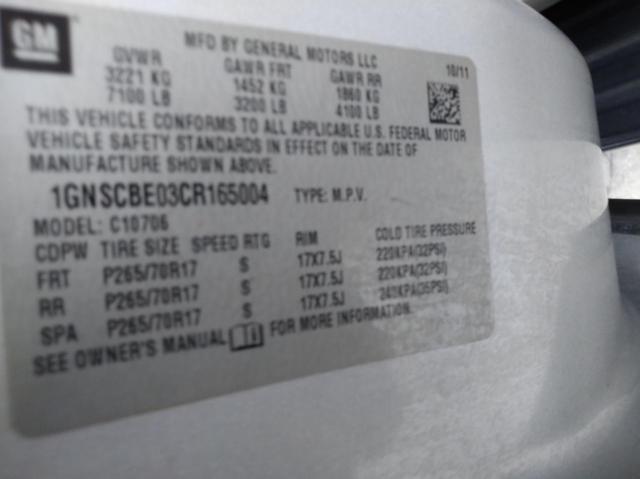 GM
MFD BY GENERAL MOTORS LLC
10/11
GVWR GAWR FRT GAWR RR
3221 KG 1452 KG 1860 KG
7100 LB 3200 LB 4100 LB
THIS VEHICLE CONFORMS TO ALL APPLICABLE U.S. FEDERAL MOTOR
VEHICLE SAFETY STANDARDS IN EFFECT ON THE DATE OF
MANUFACTURE SHOWN ABOVE.
1GNSCBE03CR165004 TYPE: M.P.V.
MODEL: C10706
CDPW TIRE SIZE SPEED RTG RIM COLD TIRE PRESSURE
FRT P265/70R17 S 17X7.5J 220KPA(32PSI)
RR P265/70R17 S 17X7.5J 220KPA(32PSI)
SPA P265/70R17 S 17X7.5J 240KPA(35PSI)
SEE OWNER'S MANUAL FOR MORE INFORMATION.